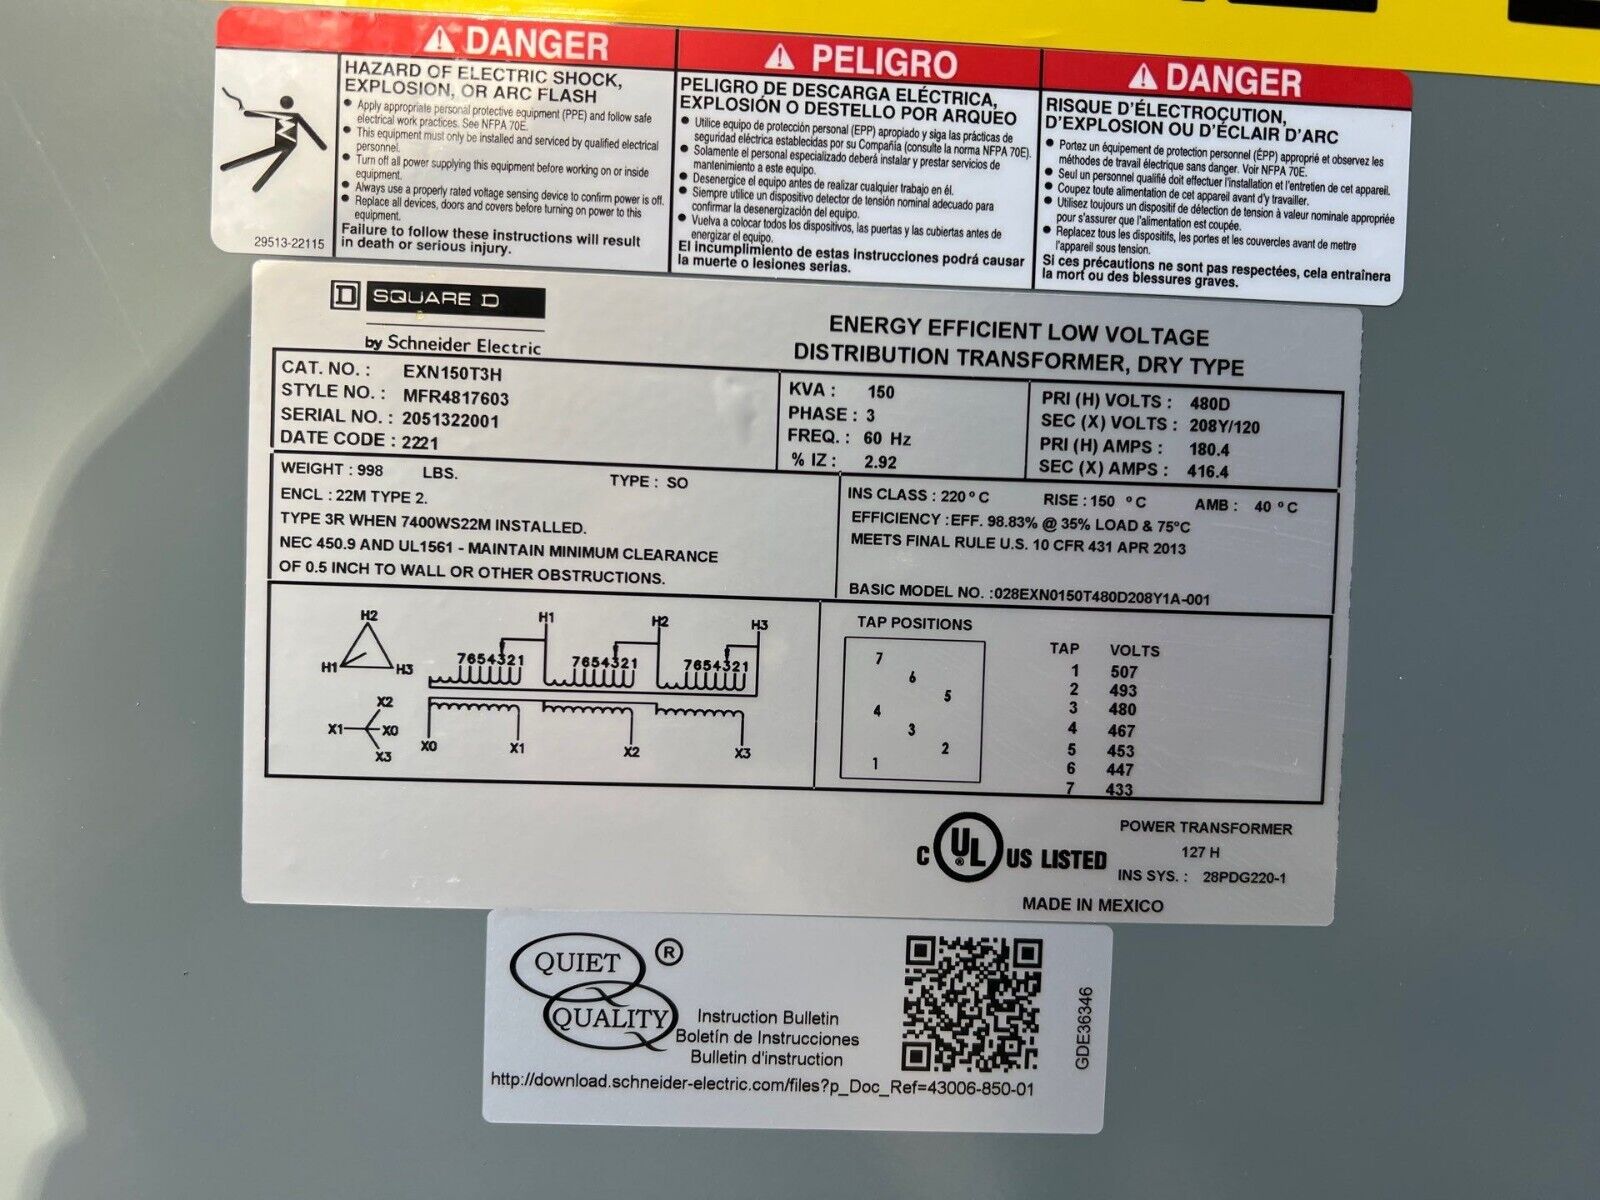 ⚠ DANGER
HAZARD OF ELECTRIC SHOCK,
EXPLOSION, OR ARC FLASH
• Apply appropriate personal protective equipment (PPE) and follow safe
electrical work practices. See NFPA 70E.
• This equipment must only be installed and serviced by qualified electrical
personnel.
• Turn off all power supplying this equipment before working on or inside
equipment.
• Always use a properly rated voltage sensing device to confirm power is off.
• Replace all devices, doors and covers before turning on power to this
equipment.
Failure to follow these instructions will result
in death or serious injury.
29513-22115
⚠ PELIGRO
PELIGRO DE DESCARGA ELÉCTRICA,
EXPLOSIÓN O DESTELLO POR ARQUEO
• Utilice equipo de protección personal (EPP) apropiado y siga las prácticas de
seguridad eléctrica establecidas por su Compañía (consulte la norma NFPA 70E).
• Solamente el personal especializado deberá instalar y prestar servicios de
mantenimiento a este equipo.
• Desenergice el equipo antes de realizar cualquier trabajo en él.
• Siempre utilice un dispositivo detector de tensión nominal adecuado para
confirmar la desenergización del equipo.
• Vuelva a colocar todos los dispositivos, las puertas y las cubiertas antes de
energizar el equipo.
El incumplimiento de estas instrucciones podrá causar
la muerte o lesiones serias.
⚠ DANGER
RISQUE D'ÉLECTROCUTION,
D'EXPLOSION OU D'ÉCLAIR D'ARC
• Portez un équipement de protection personnel (ÉPP) approprié et observez les
méthodes de travail électrique sans danger. Voir NFPA 70E.
• Seul un personnel qualifié doit effectuer l'installation et l'entretien de cet appareil.
• Coupez toute alimentation de cet appareil avant d'y travailler.
• Utilisez toujours un dispositif de détection de tension à valeur nominale appropriée
pour s'assurer que l'alimentation est coupée.
• Replacez tous les dispositifs, les portes et les couvercles avant de mettre
l'appareil sous tension.
Si ces précautions ne sont pas respectées, cela entraînera
la mort ou des blessures graves.
D SQUARE D
by Schneider Electric
ENERGY EFFICIENT LOW VOLTAGE
DISTRIBUTION TRANSFORMER, DRY TYPE
CAT. NO. : EXN150T3H
STYLE NO. : MFR4817603
SERIAL NO. : 2051322001
DATE CODE : 2221
KVA : 150
PHASE : 3
FREQ. : 60 Hz
% IZ : 2.92
PRI (H) VOLTS : 480D
SEC (X) VOLTS : 208Y/120
PRI (H) AMPS : 180.4
SEC (X) AMPS : 416.4
WEIGHT : 998 LBS. TYPE : SO
ENCL : 22M TYPE 2.
TYPE 3R WHEN 7400WS22M INSTALLED.
NEC 450.9 AND UL1561 - MAINTAIN MINIMUM CLEARANCE
OF 0.5 INCH TO WALL OR OTHER OBSTRUCTIONS.
INS CLASS : 220 °C RISE : 150 °C AMB : 40 °C
EFFICIENCY : EFF. 98.83% @ 35% LOAD & 75°C
MEETS FINAL RULE U.S. 10 CFR 431 APR 2013
BASIC MODEL NO. :028EXN0150T480D208Y1A-001
H2
H1 H3
X2
X1 X0
X3
H1 H2 H3
7654321 7654321 7654321
X0 X1 X2 X3
TAP POSITIONS
7
6
5
4
3
2
1
TAP VOLTS
1 507
2 493
3 480
4 467
5 453
6 447
7 433
C UL ® US LISTED
POWER TRANSFORMER
127 H
INS SYS. : 28PDG220-1
MADE IN MEXICO
QUIET ®
QUALITY
Instruction Bulletin
Boletín de Instrucciones
Bulletin d'instruction
http://download.schneider-electric.com/files?p_Doc_Ref=43006-850-01
GDE36346